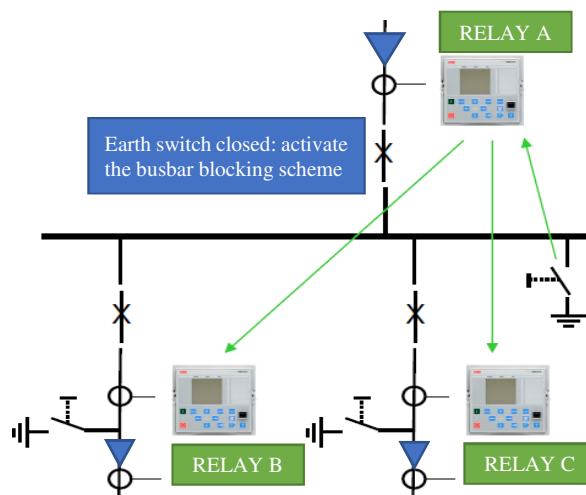 RELAY A
Earth switch closed: activate
the busbar blocking scheme
RELAY B
RELAY C